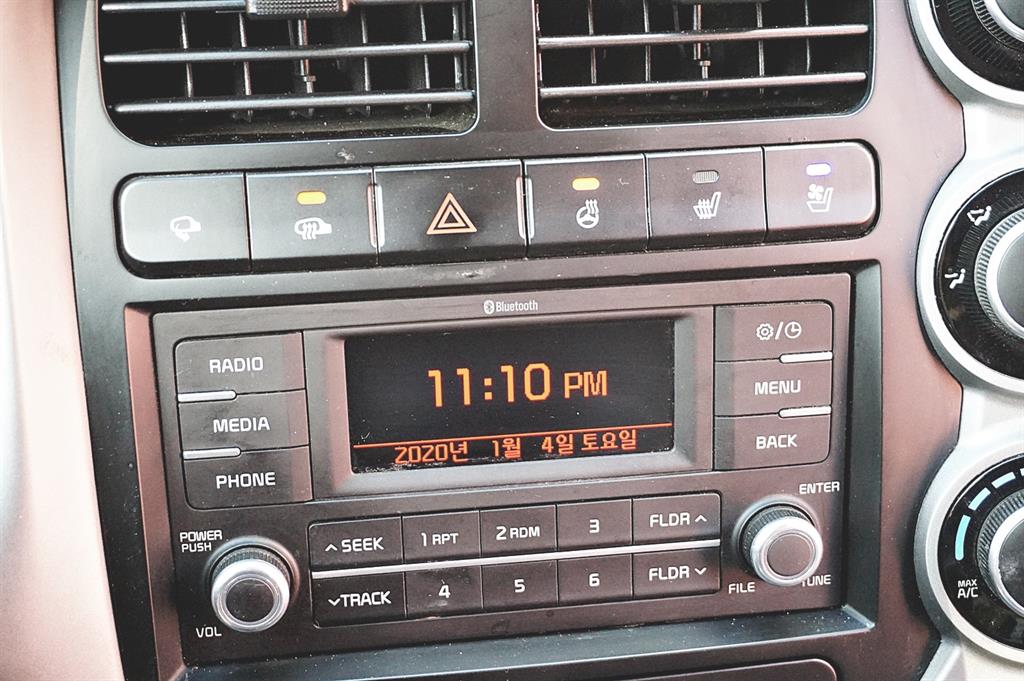 Bluetooth
RADIO
MEDIA
PHONE
11:10 PM
2020년 1월 4일 토요일
/
MENU
BACK
POWER
PUSH
VOL
∧ SEEK
1 RPT
2 RDM
3
FLDR ∧
∨TRACK
4
5
6
FLDR ∨
ENTER
FILE
TUNE
MAX
A/C